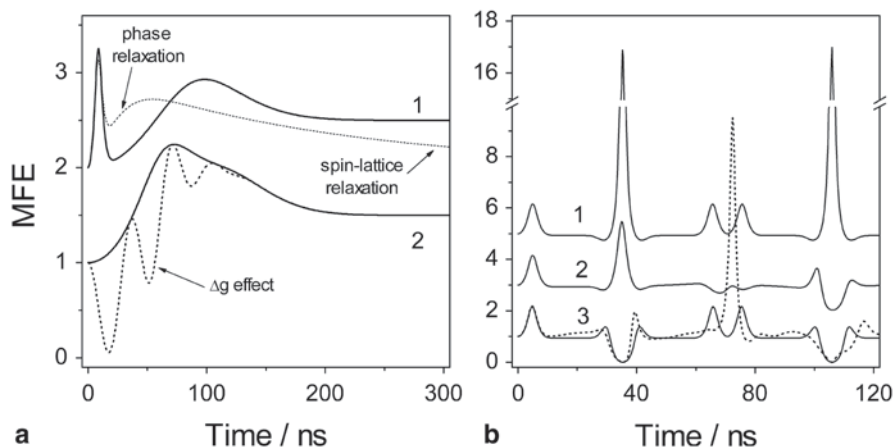 phase
relaxation
1
spin-lattice
relaxation
2
Δg effect
MFE
3
2
1
0
0 100 200 300
Time / ns
a
18
16
8
6
4
2
0
1
2
3
0 40 80 120
Time / ns
b